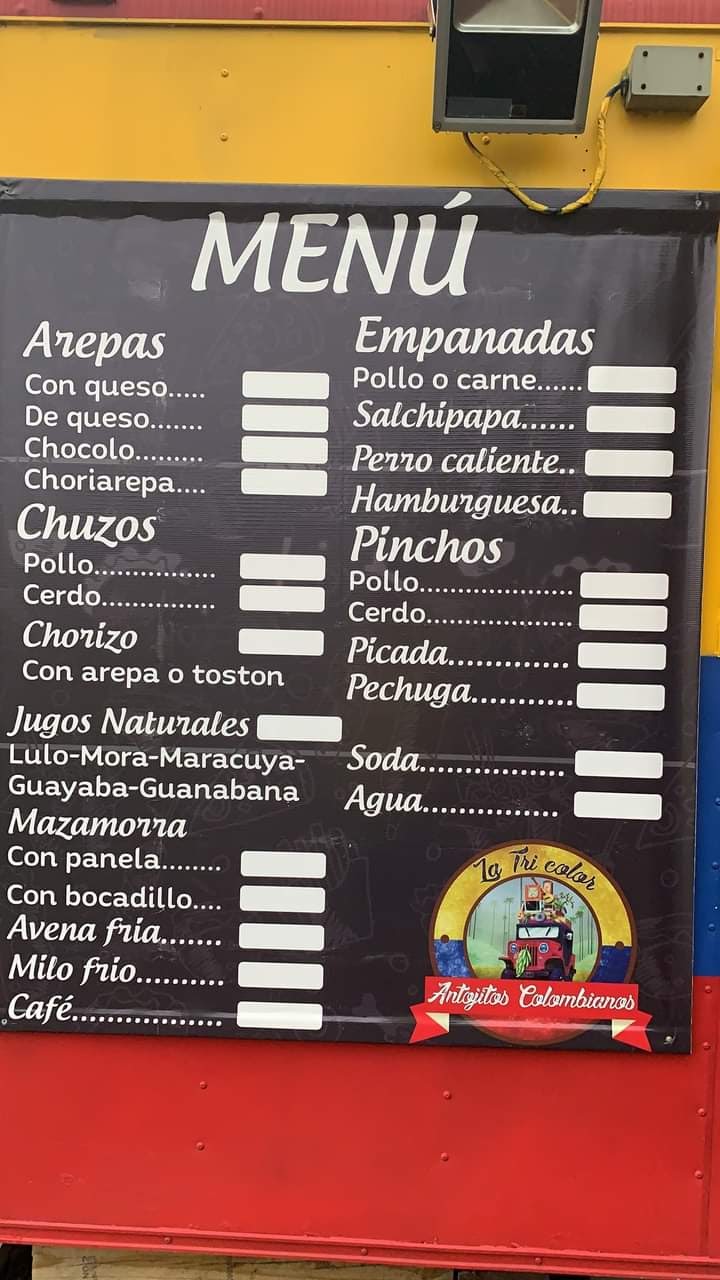 MENÚ
Arepas
Con queso.....
De queso.......
Chocolo.........
Choriarepa....
Chuzos
Pollo...............
Cerdo..............
Chorizo
Con arepa o toston
Jugos Naturales
Lulo-Mora-Maracuya-
Guayaba-Guanabana
Mazamorra
Con panela........
Con bocadillo....
Avena fria.......
Milo frio..........
Café.................
Empanadas
Pollo o carne......
Salchipapa......
Perro caliente..
Hamburguesa..
Pinchos
Pollo......................
Cerdo.....................
Picada.............
Pechuga...........
Soda...............
Agua..............
La Tri color
Antojitos Colombianos